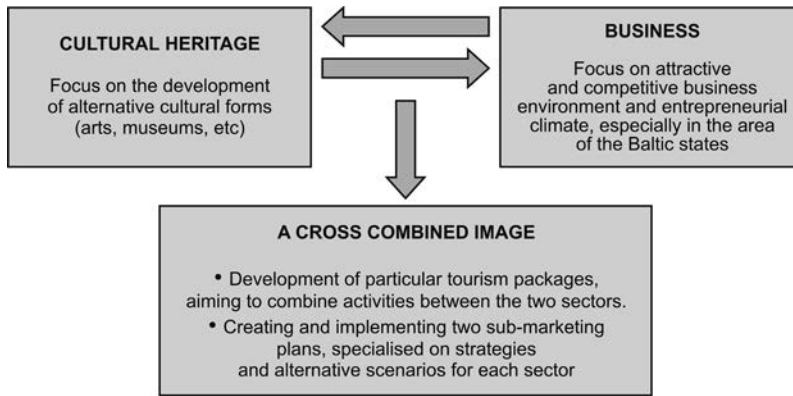 CULTURAL HERITAGE
Focus on the development
of alternative cultural forms
(arts, museums, etc)
BUSINESS
Focus on attractive
and competitive business
environment and entrepreneurial
climate, especially in the area
of the Baltic states
A CROSS COMBINED IMAGE
• Development of particular tourism packages,
aiming to combine activities between the two sectors.
• Creating and implementing two sub-marketing
plans, specialised on strategies
and alternative scenarios for each sector